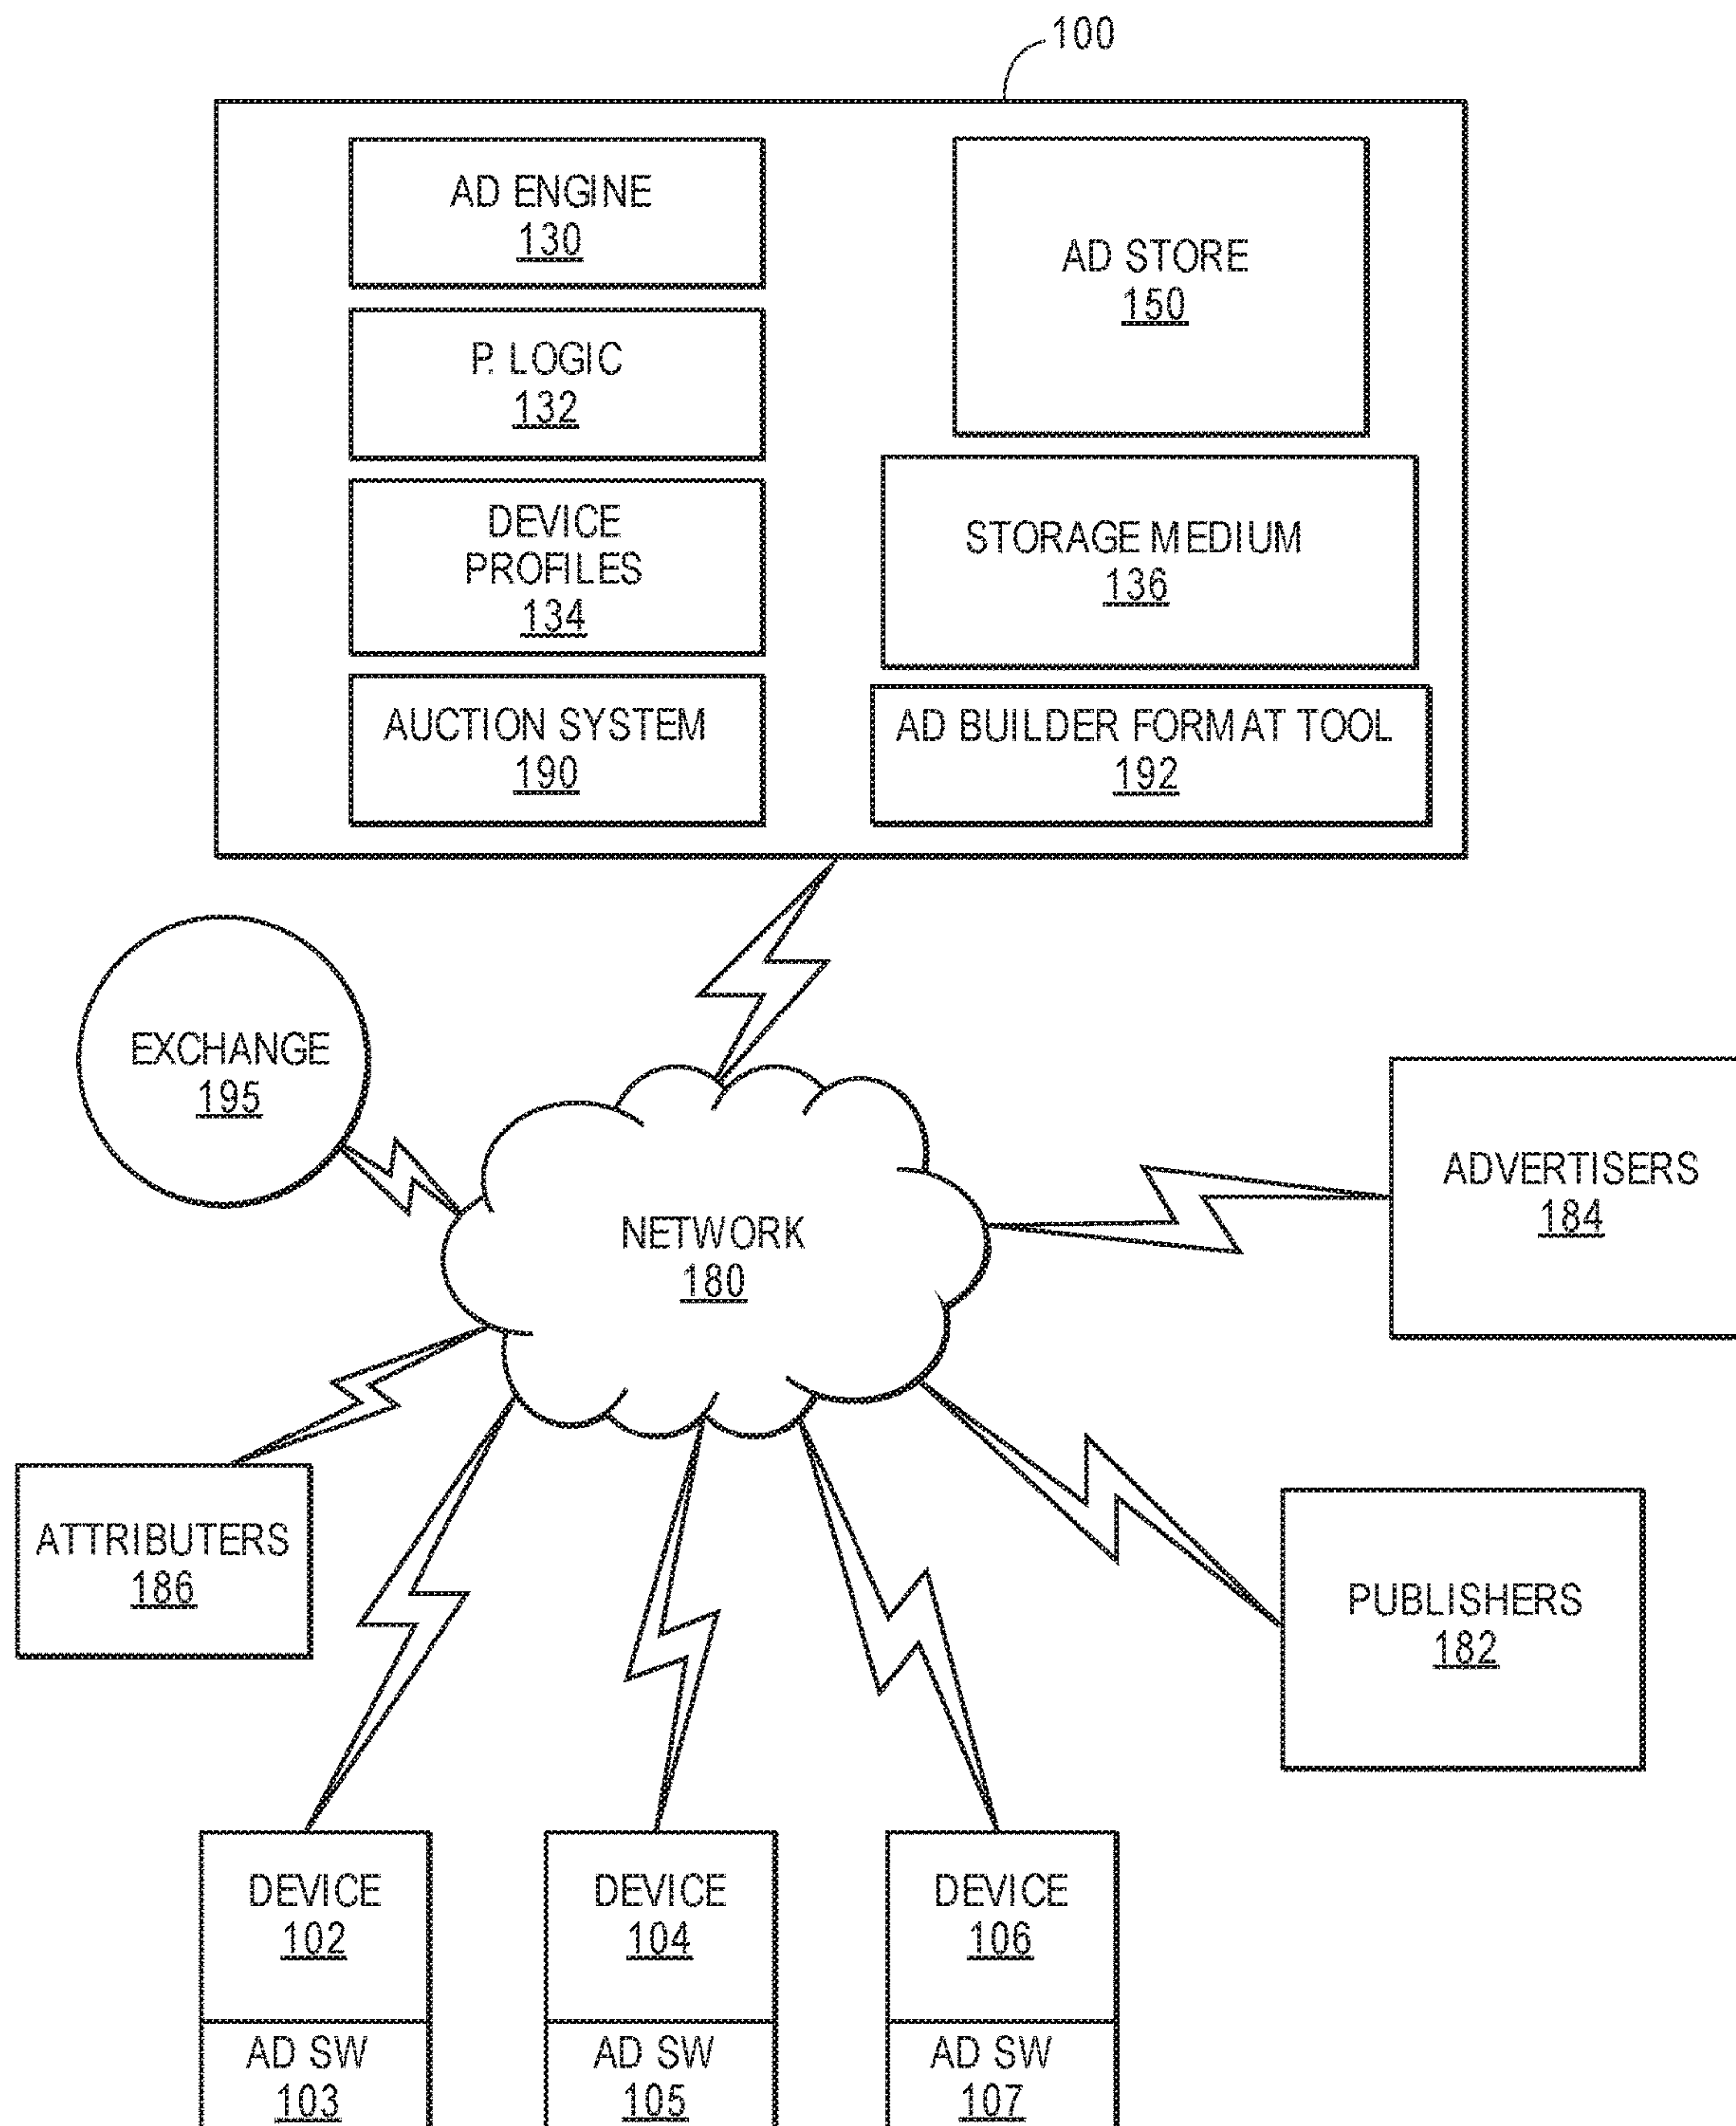 100
AD ENGINE
130
AD STORE
150
P. LOGIC
132
DEVICE
PROFILES
134
STORAGE MEDIUM
136
AUCTION SYSTEM
190
AD BUILDER FORMAT TOOL
192
EXCHANGE
195
NETWORK
180
ADVERTISERS
184
ATTRIBUTERS
186
PUBLISHERS
182
DEVICE
102
AD SW
103
DEVICE
104
AD SW
105
DEVICE
106
AD SW
107